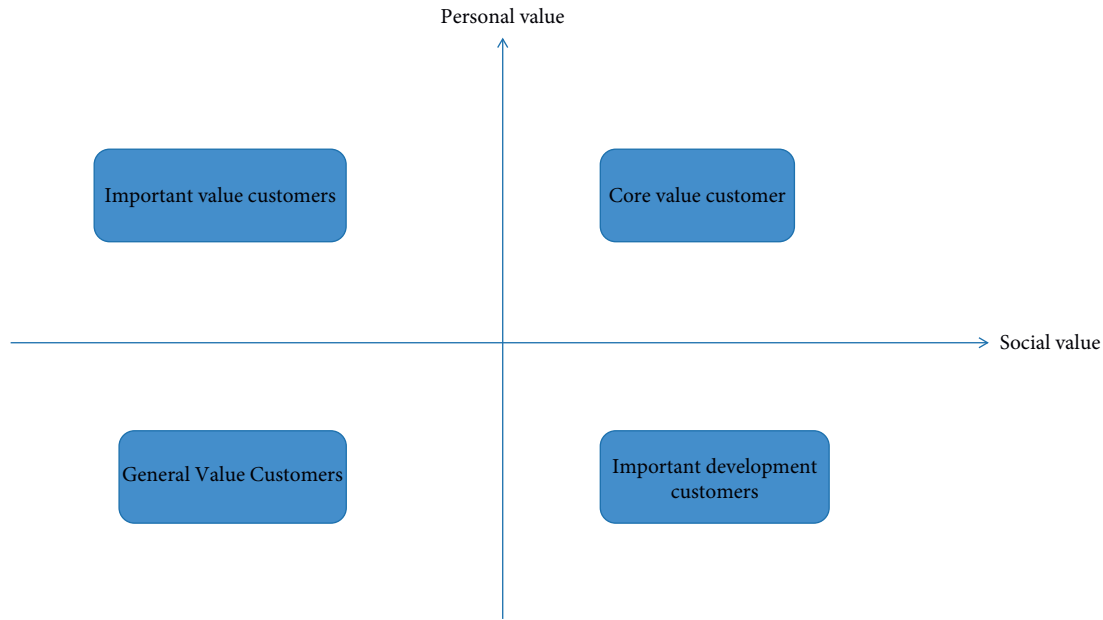 Personal value
Important value customers
Core value customer
Social value
General Value Customers
Important development
customers